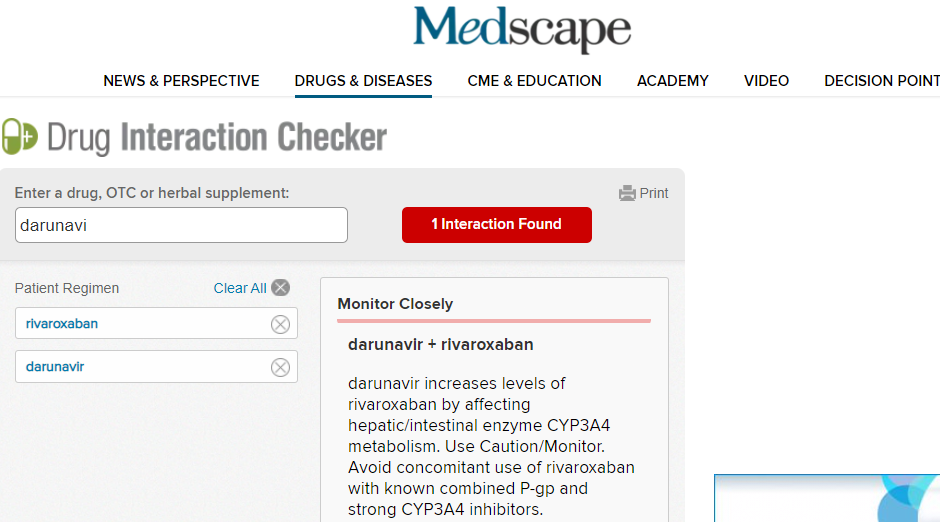 Medscape
NEWS & PERSPECTIVE DRUGS & DISEASES CME & EDUCATION ACADEMY VIDEO DECISION POINT
Drug Interaction Checker
Enter a drug, OTC or herbal supplement:
Print
darunavi
1 Interaction Found
Patient Regimen
Clear All
rivaroxaban
darunavir
Monitor Closely
darunavir + rivaroxaban
darunavir increases levels of
rivaroxaban by affecting
hepatic/intestinal enzyme CYP3A4
metabolism. Use Caution/Monitor.
Avoid concomitant use of rivaroxaban
with known combined P-gp and
strong CYP3A4 inhibitors.